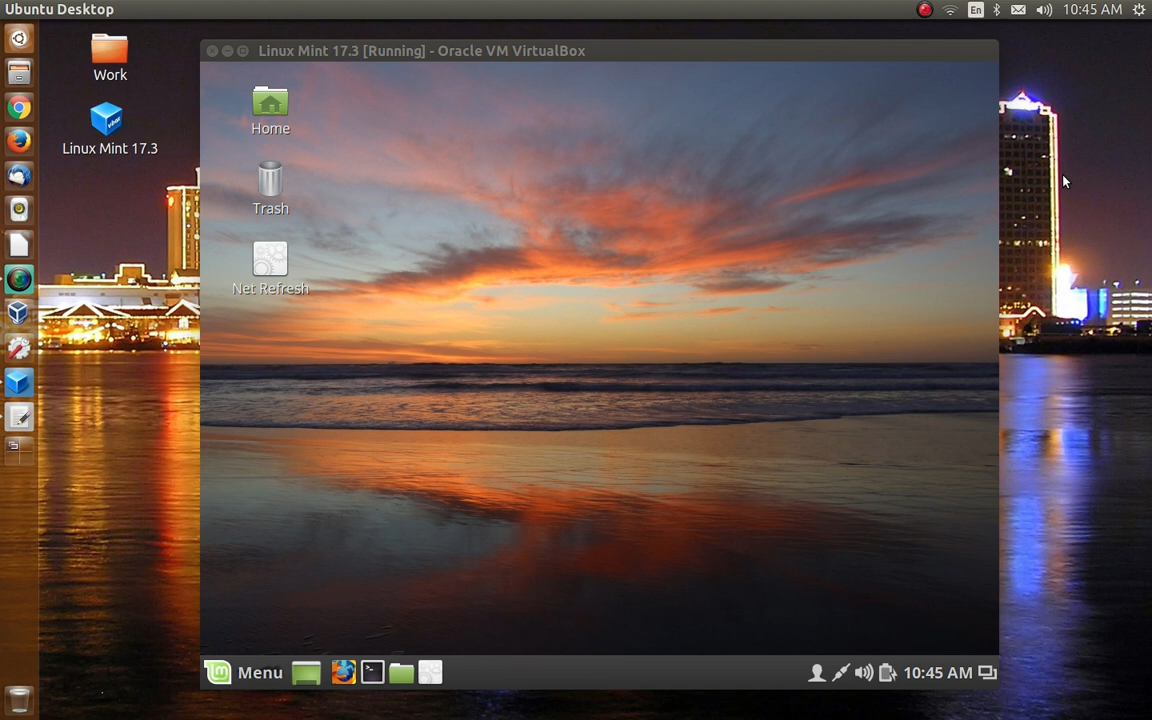 Ubuntu Desktop
En
10:45 AM
Work
vbox
Linux Mint 17.3
Linux Mint 17.3 [Running] - Oracle VM VirtualBox
Home
Trash
Net Refresh
Menu
10:45 AM